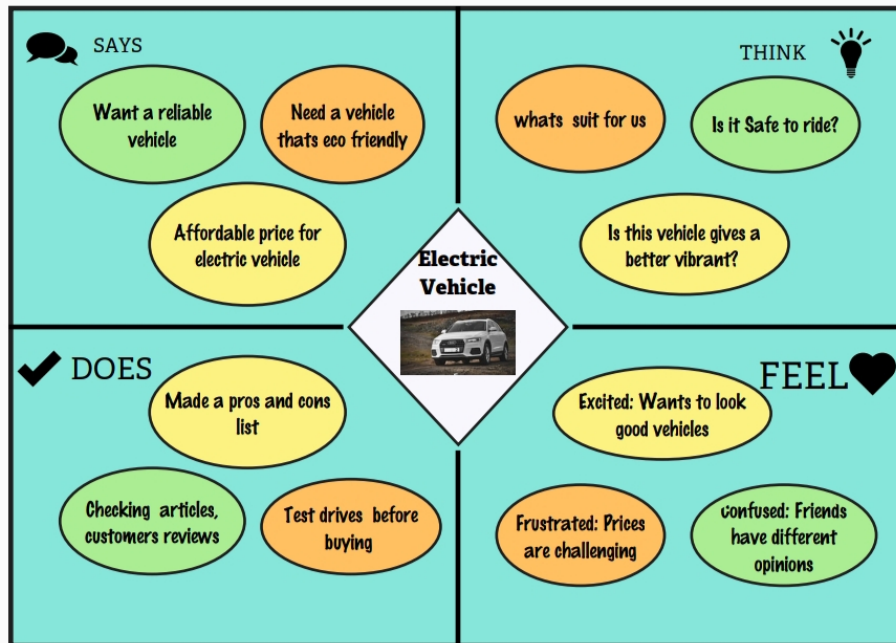 SAYS
Want a reliable
vehicle
Need a vehicle
thats eco friendly
Affordable price for
electric vehicle
THINK
whats suit for us
Is it Safe to ride?
Is this vehicle gives a
better vibrant?
Electric
Vehicle
DOES
Made a pros and cons
list
Checking articles,
customers reviews
Test drives before
buying
FEEL
Excited: Wants to look
good vehicles
Frustrated: Prices
are challenging
confused: Friends
have different
opinions